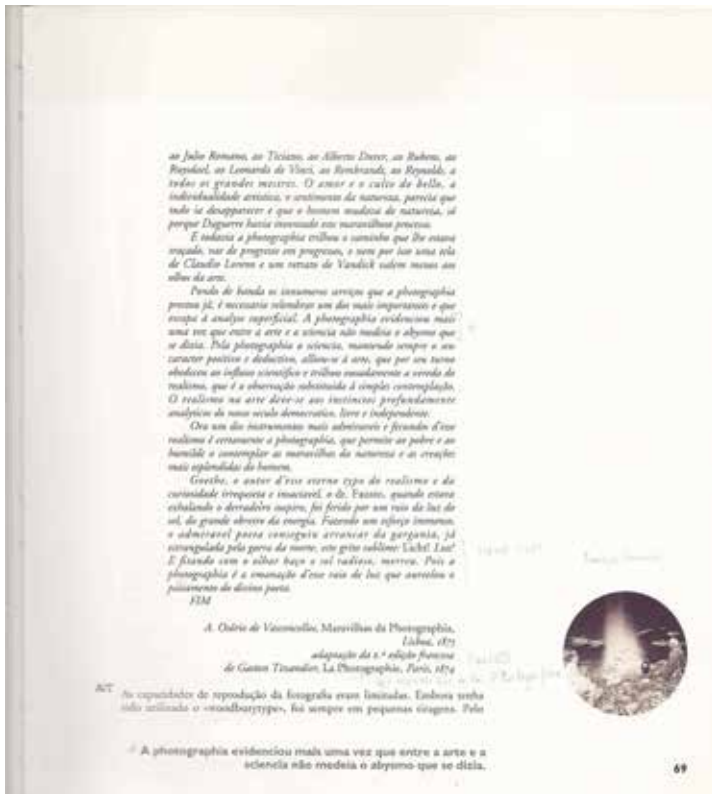 ao Julio Romano, ao Ticiano, ao Alberto Durer, ao Rubens, ao
Ruysdael, ao Leonardo de Vinci, ao Rembrandt, ao Reynolds, a
todos os grandes mestres. O amor e o culto do bello, a
individualidade artistica, o sentimento da natureza, parecia que
tudo ia desapparecer e que o homem mudava de natureza, só
porque Daguerre havia inventado um maravilhoso processo.
E todavia a photographia trilhou o caminho que lhe estava
traçado, vae de progresso em progresso, e nem por isso uma tela
de Claudio Lorena e um retrato de Vandick valem menos aos
olhos da arte.
Pondo de banda os innumeros serviços que a photographia
prestou já, é necessario relembrar um dos mais importantes e que
escapa á analyse superficial. A photographia evidenciou mais
uma vez que entre a arte e a sciencia não medeia o abysmo que
se dizia. Pela photographia a sciencia, mantendo sempre o seu
caracter positivo e deductivo, alliou-se á arte, que por seu turno
obedeceu ao influxo scientifico e trilhou ousadamente a vereda do
realismo, que é a observação substituida á simples contemplação.
O realismo na arte deve-se aos instinctos profundamente
analyticos do nosso seculo democratico, livre e independente.
Ora um dos instrumentos mais admiraveis e fecundos d'esse
realismo é certamente a photographia, que permitte ao pobre e ao
humilde o contemplar as maravilhas da natureza e as creações
mais esplendidas do homem.
Goethe, o autor d'esse eterno typo do realismo e da
curiosidade irrequieta e insaciavel, o dr. Fausto, quando estava
exhalando o derradeiro suspiro, foi ferido por um raio da luz do
sol, do grande obreiro da energia. Fazendo um esforço immenso,
o admiravel poeta conseguiu arrancar da garganta, já
estrangulada pela garra da morte, este grito sublime: Licht! Luz!
E fitando com o olhar baço o sol radioso, morreu. Pois a
photographia é a emanação d'esse raio de luz que aureolou o
passamento do divino poeta.
FIM
A. Osório de Vasconcellos, Maravilhas da Photographia,
Lisboa, 1875
adaptação da 2.ª edição francesa
de Gaston Tissandier, La Photographie, Paris, 1874
As capacidades de reprodução da fotografia eram limitadas. Embora tenha
sido utilizado o «woodburytype», foi sempre em pequenas tiragens. Pelo
A photographia evidenciou mais uma vez que entre a arte e a
sciencia não medeia o abysmo que se dizia.
69